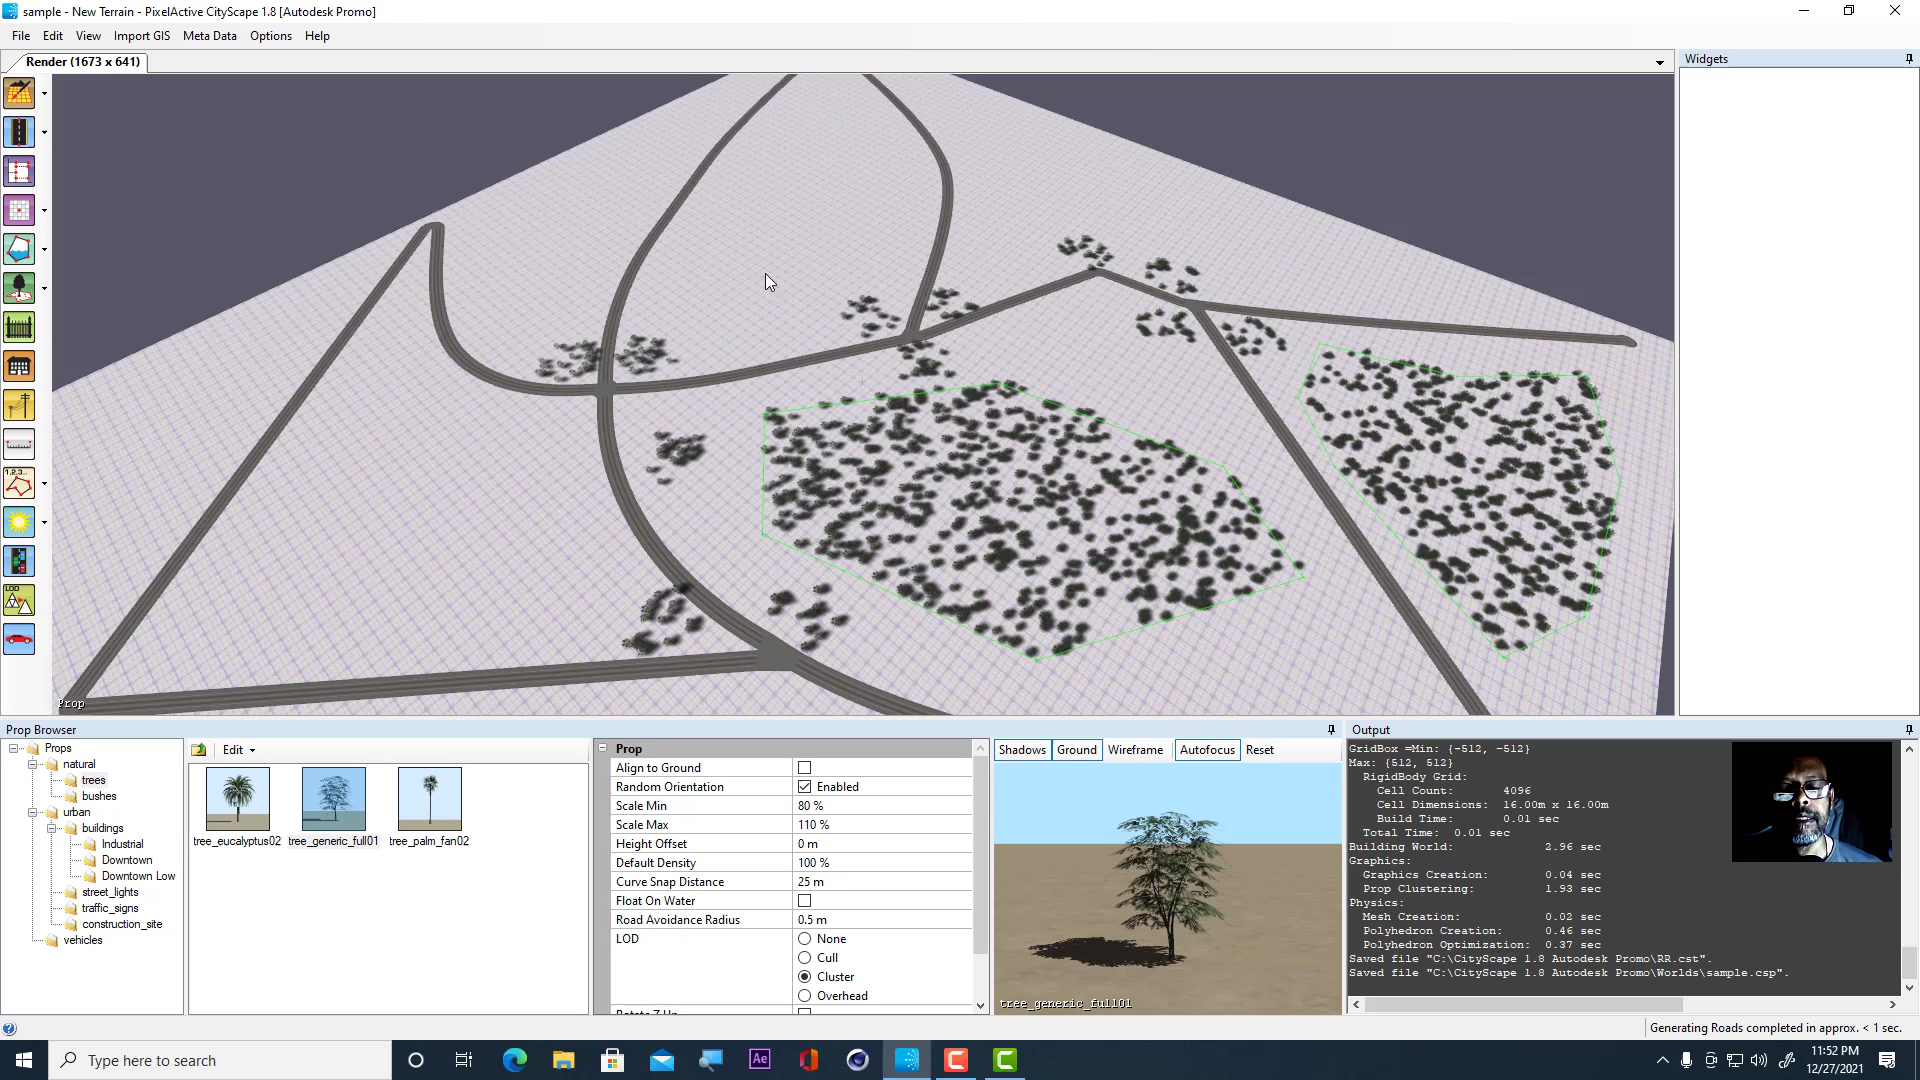 sample - New Terrain - PixelActive CityScape 1.8 [Autodesk Promo]
File Edit View Import GIS Meta Data Options Help
Render (1673 x 641)
Widgets
1,2,3...
LOD
Prop
Prop Browser
Props
natural
trees
bushes
urban
buildings
Industrial
Downtown
Downtown Low
street_lights
traffic_signs
construction_site
vehicles
Edit
tree_eucalyptus02 tree_generic_full01 tree_palm_fan02
Prop
Align to Ground
Random Orientation Enabled
Scale Min 80 %
Scale Max 110 %
Height Offset 0 m
Default Density 100 %
Curve Snap Distance 25 m
Float On Water
Road Avoidance Radius 0.5 m
LOD None
Cull
Cluster
Overhead
Rotate Z Up
Shadows Ground Wireframe Autofocus Reset
tree_generic_full01
Output
GridBox =Min: {-512, -512}
Max: {512, 512}
RigidBody Grid:
Cell Count: 4096
Cell Dimensions: 16.00m x 16.00m
Build Time: 0.01 sec
Total Time: 0.01 sec
Building World: 2.96 sec
Graphics:
Graphics Creation: 0.04 sec
Prop Clustering: 1.93 sec
Physics:
Mesh Creation: 0.02 sec
Polyhedron Creation: 0.46 sec
Polyhedron Optimization: 0.37 sec
Saved file "C:\CityScape 1.8 Autodesk Promo\RR.cst".
Saved file "C:\CityScape 1.8 Autodesk Promo\Worlds\sample.csp".
Generating Roads completed in approx. < 1 sec.
Type here to search
Ae
11:52 PM
12/27/2021